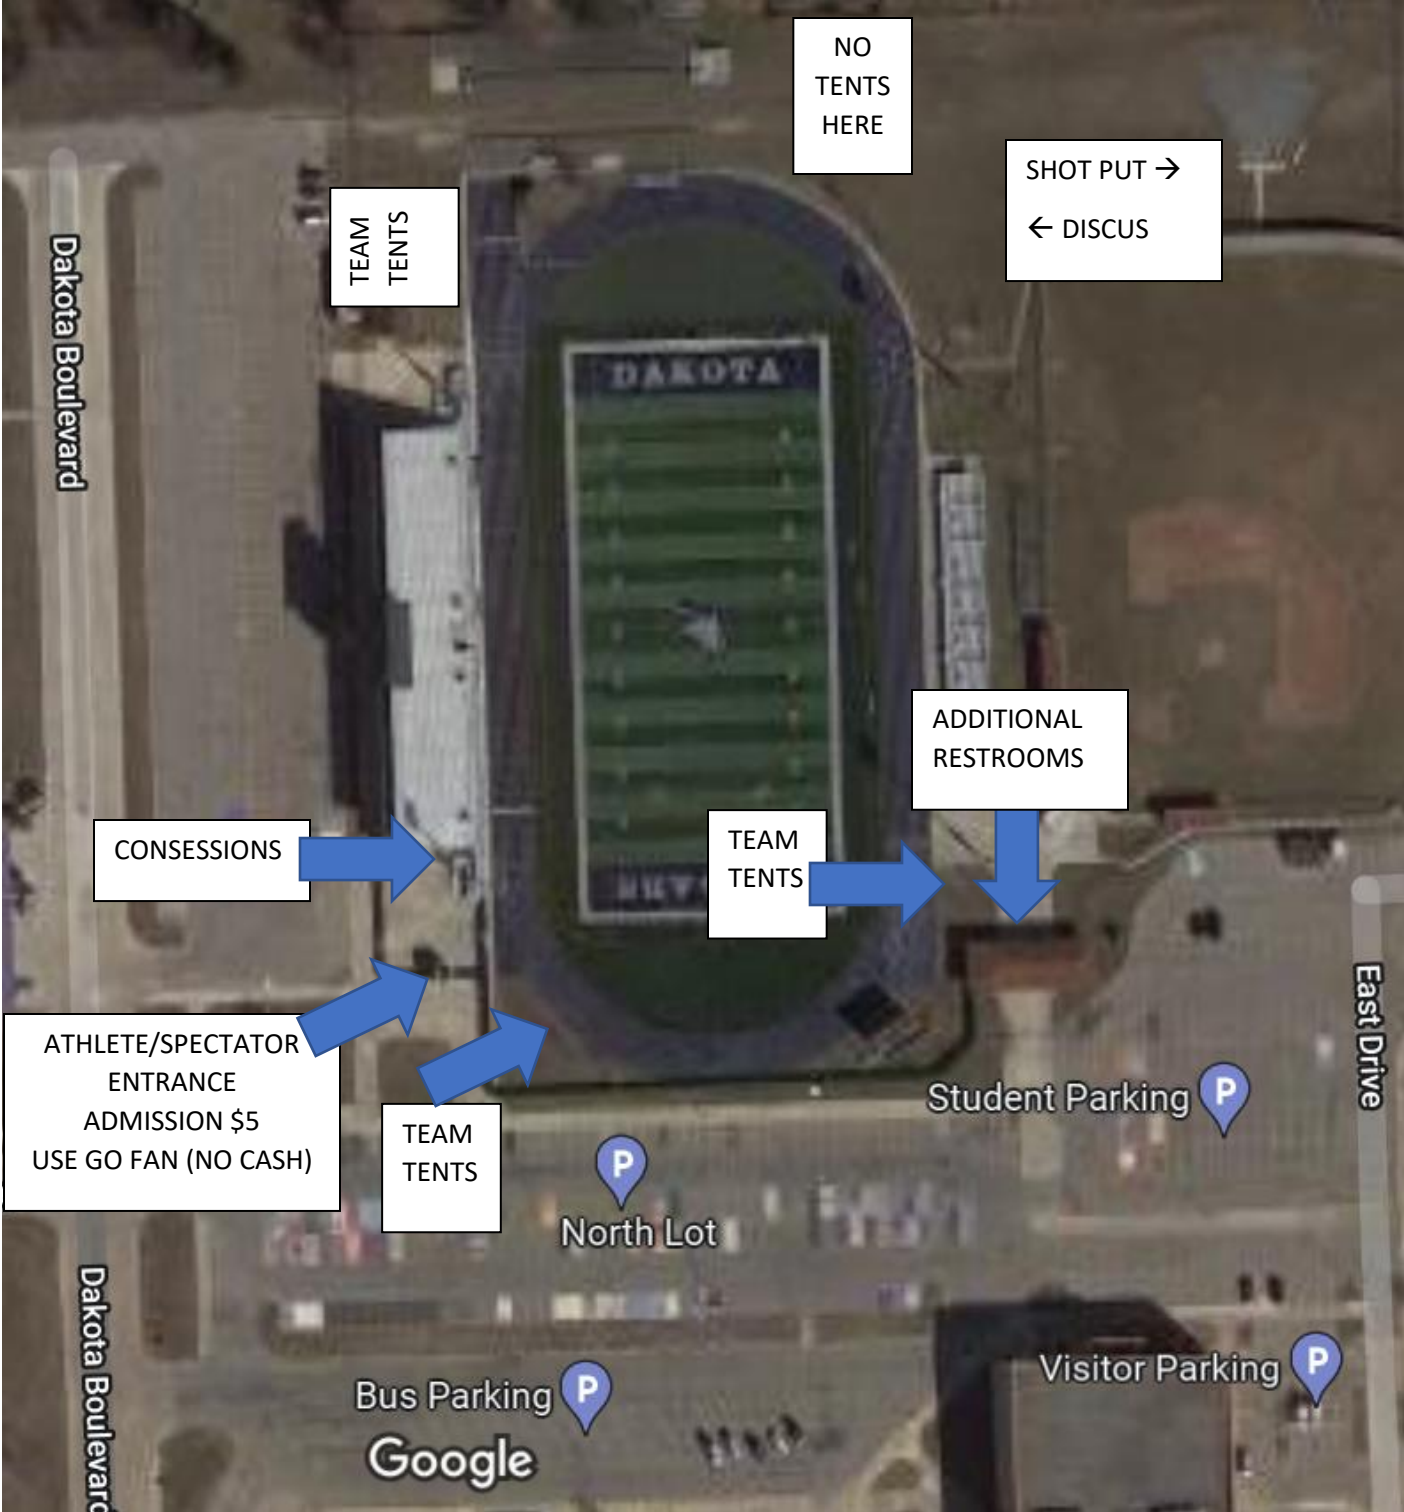 NO
TENTS
HERE
SHOT PUT →
← DISCUS
TEAM
TENTS
Dakota Boulevard
DAKOTA
ADDITIONAL
RESTROOMS
CONSESSIONS
TEAM
TENTS
East Drive
ATHLETE/SPECTATOR
ENTRANCE
ADMISSION $5
USE GO FAN (NO CASH)
TEAM
TENTS
Student Parking P
P
North Lot
Dakota Boulevard
Visitor Parking P
Bus Parking P
Google